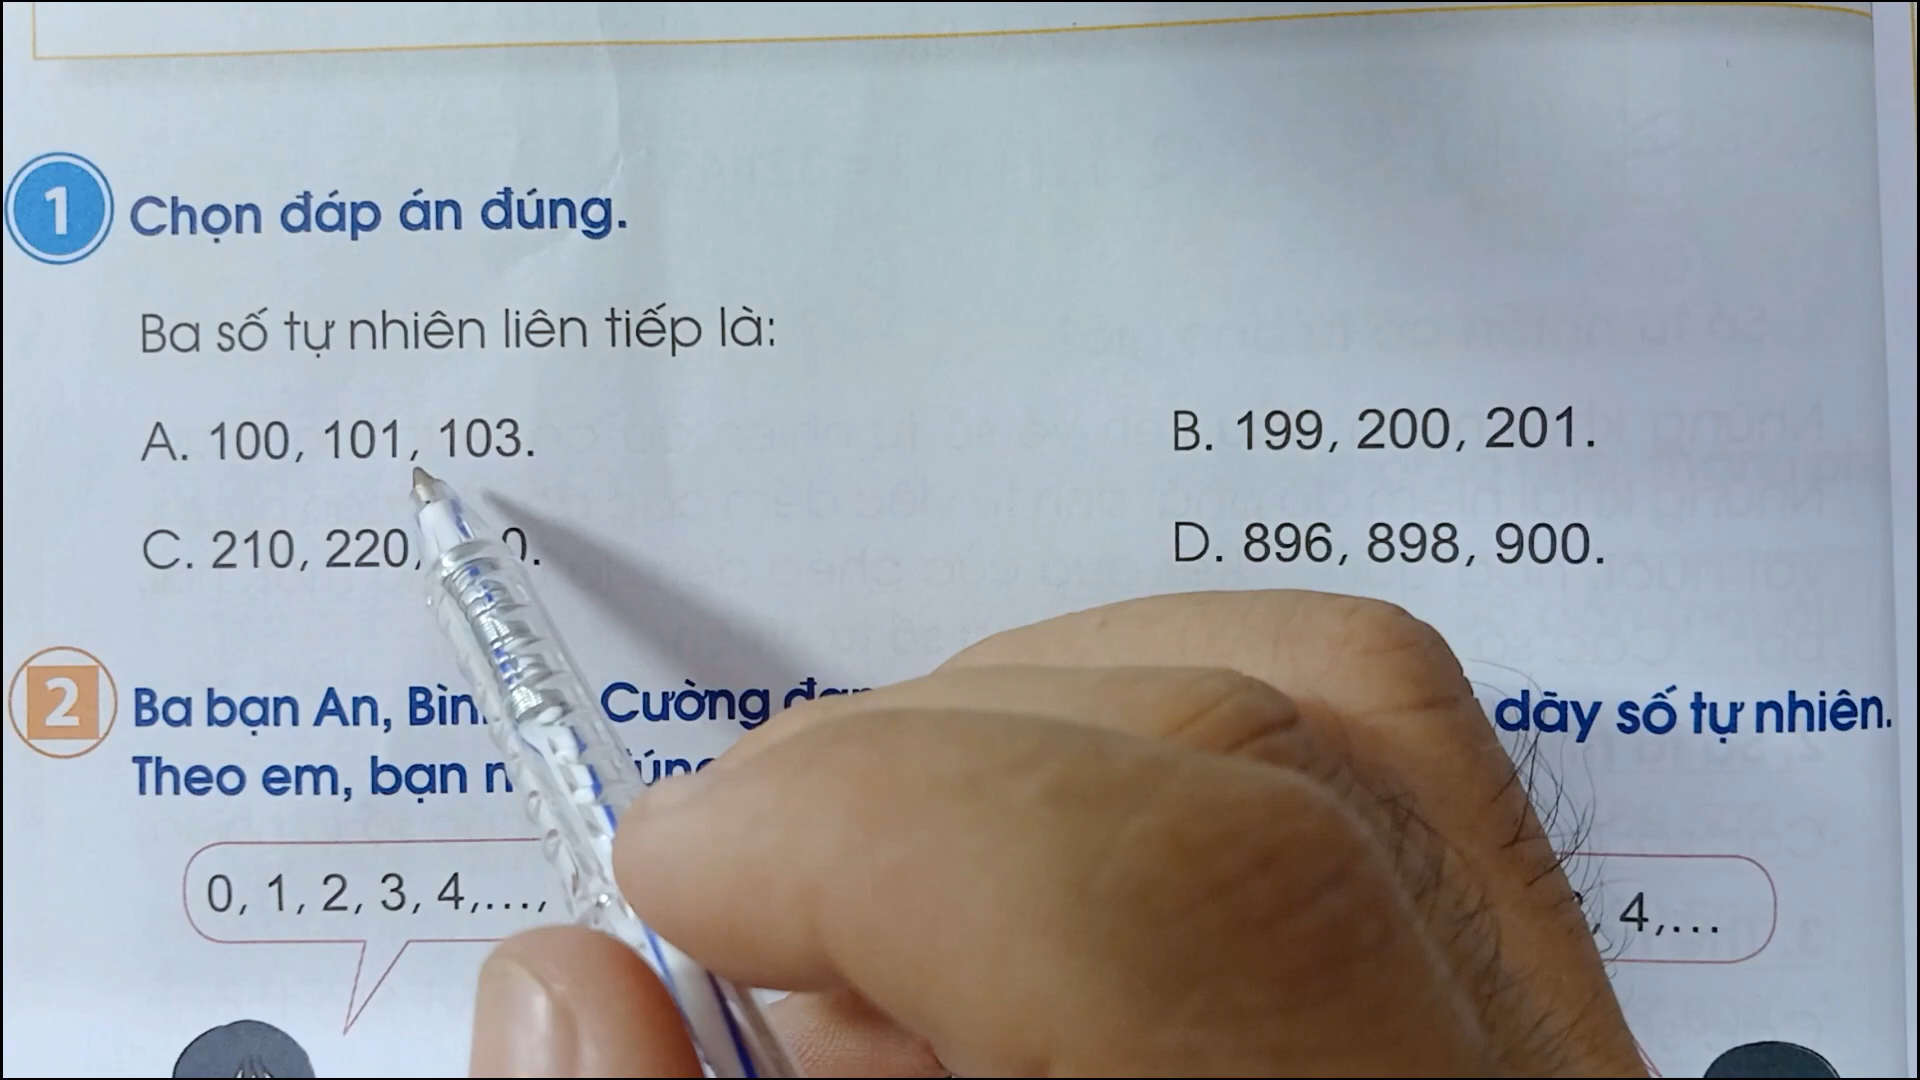 1 Chọn đáp án đúng.
Ba số tự nhiên liên tiếp là:
A. 100, 101, 103.
B. 199, 200, 201.
C. 210, 220,
D. 896, 898, 900.
2 Ba bạn An, Cường dãy số tự nhiên.
Theo em, bạn
0, 1, 2, 3, 4,...,
4,...